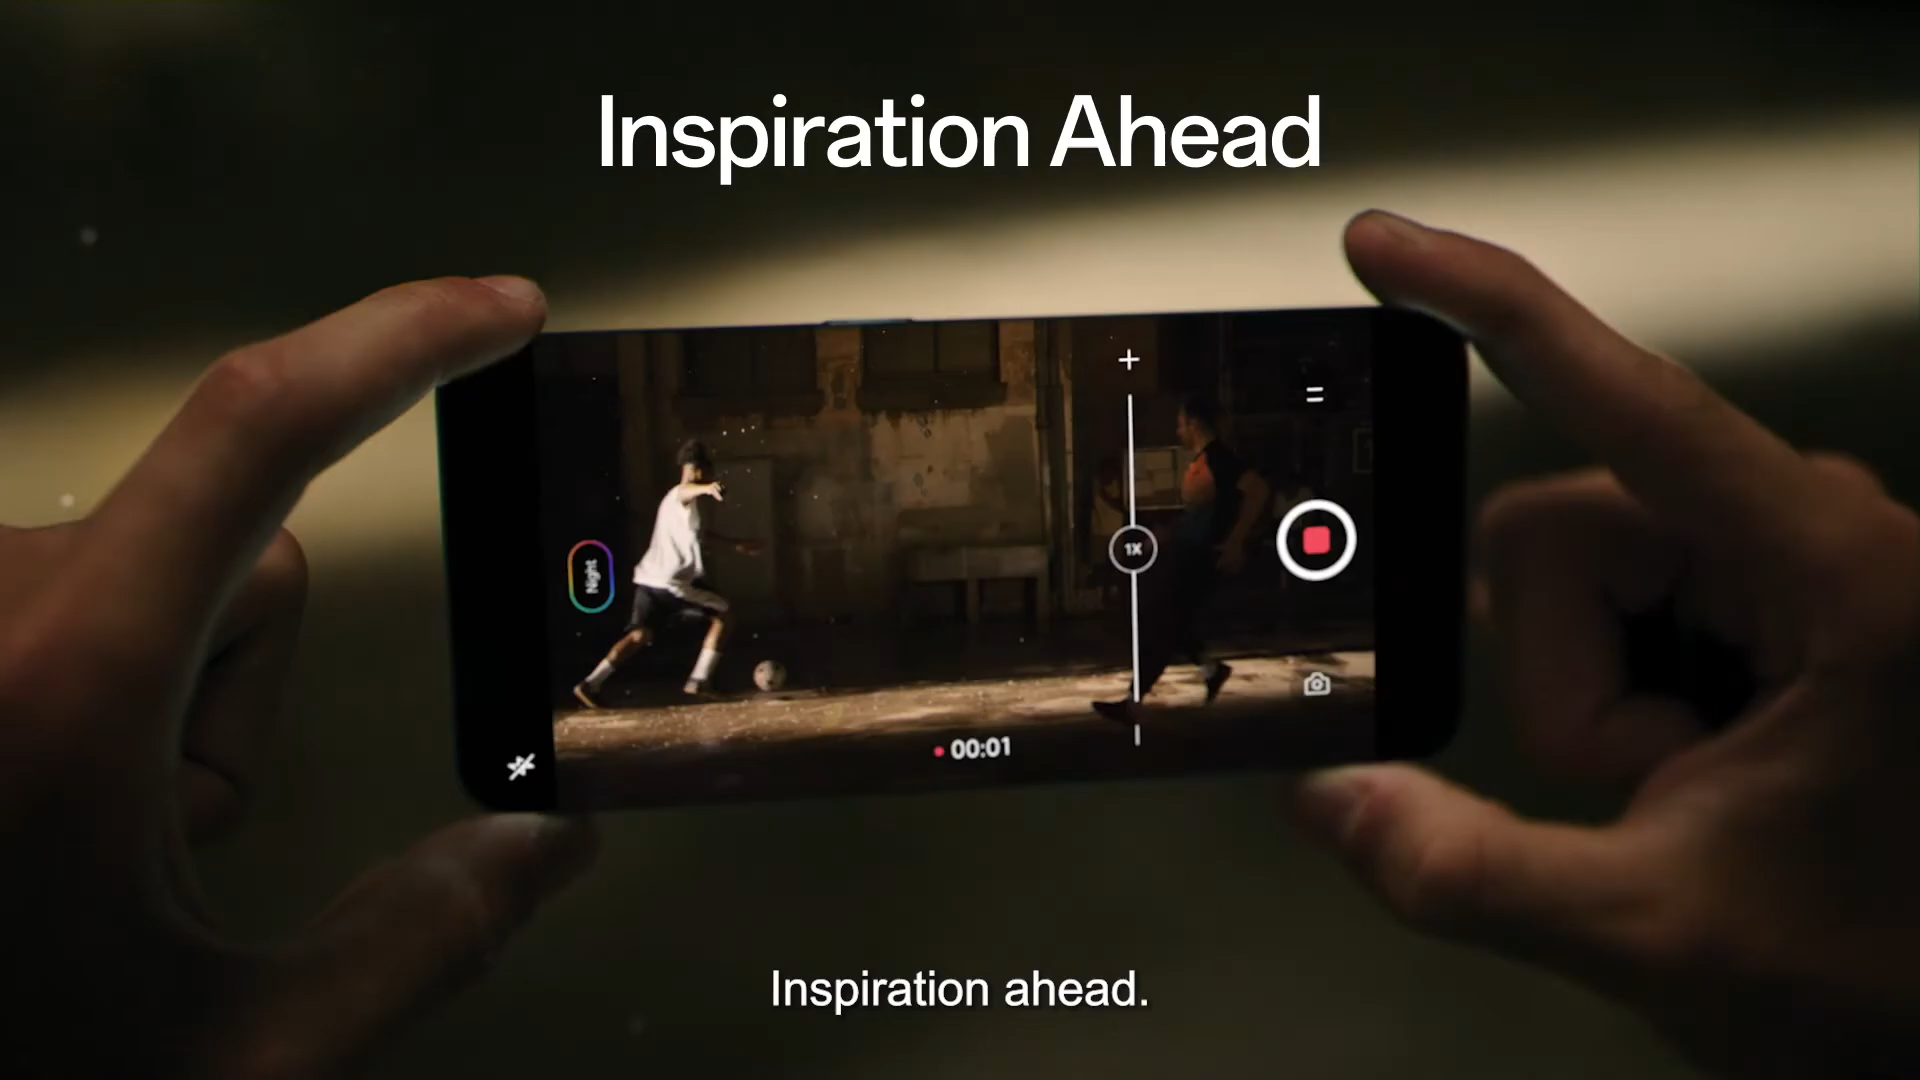 Inspiration Ahead
Night
1X
00:01
Inspiration ahead.